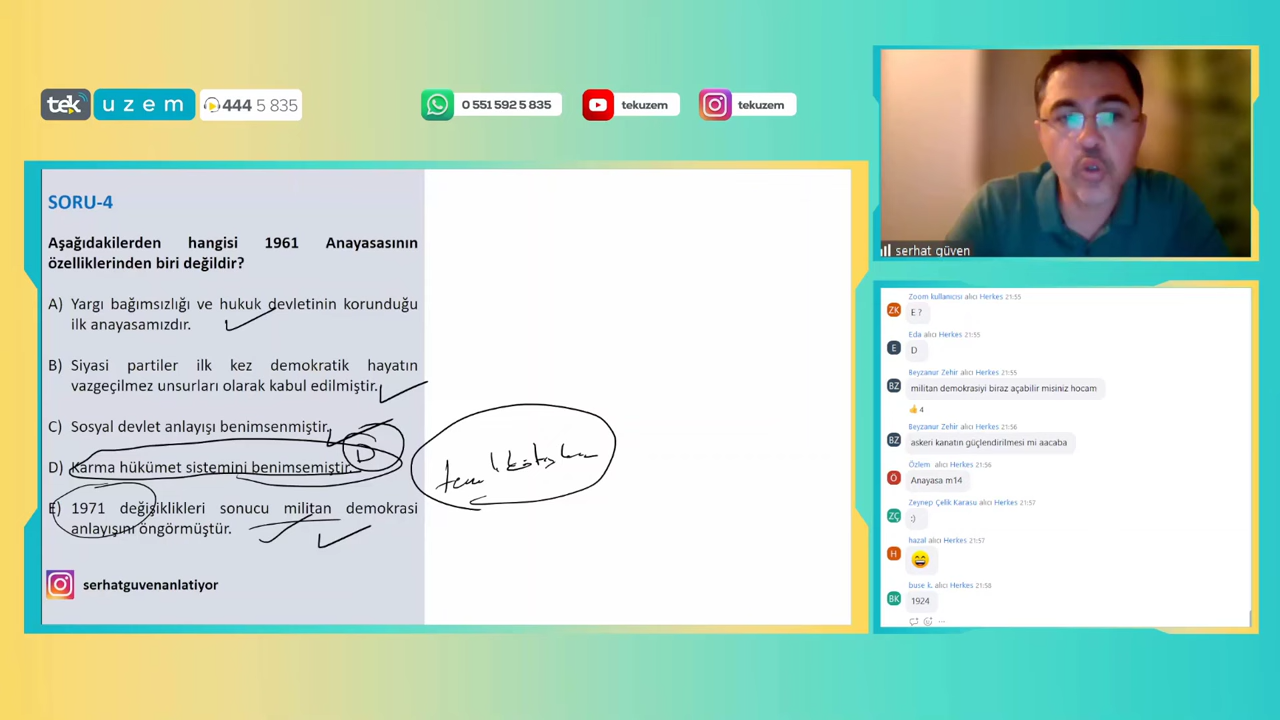 tek uzem 444 5 835
0 551 592 5 835
tekuzem
tekuzem
SORU-4
Aşağıdakilerden hangisi 1961 Anayasasının
özelliklerinden biri değildir?
A) Yargı bağımsızlığı ve hukuk devletinin korunduğu
ilk anayasamızdır.
B) Siyasi partiler ilk kez demokratik hayatın
vazgeçilmez unsurları olarak kabul edilmiştir.
C) Sosyal devlet anlayışı benimsenmiştir.
D
D) Karma hükümet sistemini benimsemiştir.
E) 1971 değişiklikleri sonucu militan demokrasi
anlayışını öngörmüştür.
serhatguvenanlatiyor
serhat güven
Zoom kullanıcısı alıcı Herkes 21:55
ZK E ?
Eda alıcı Herkes 21:55
E D
Beyzanur Zehir alıcı Herkes 21:55
BZ militan demokrasiyi biraz açabilir misiniz hocam
👍 4
Beyzanur Zehir alıcı Herkes 21:56
BZ askeri kanatın güçlendirilmesi mi aacaba
Özlem alıcı Herkes 21:56
Ö Anayasa m14
Zeynep Çelik Karasu alıcı Herkes 21:57
ZÇ :)
hazal alıcı Herkes 21:57
H 😄
buse k. alıcı Herkes 21:58
BK 1924